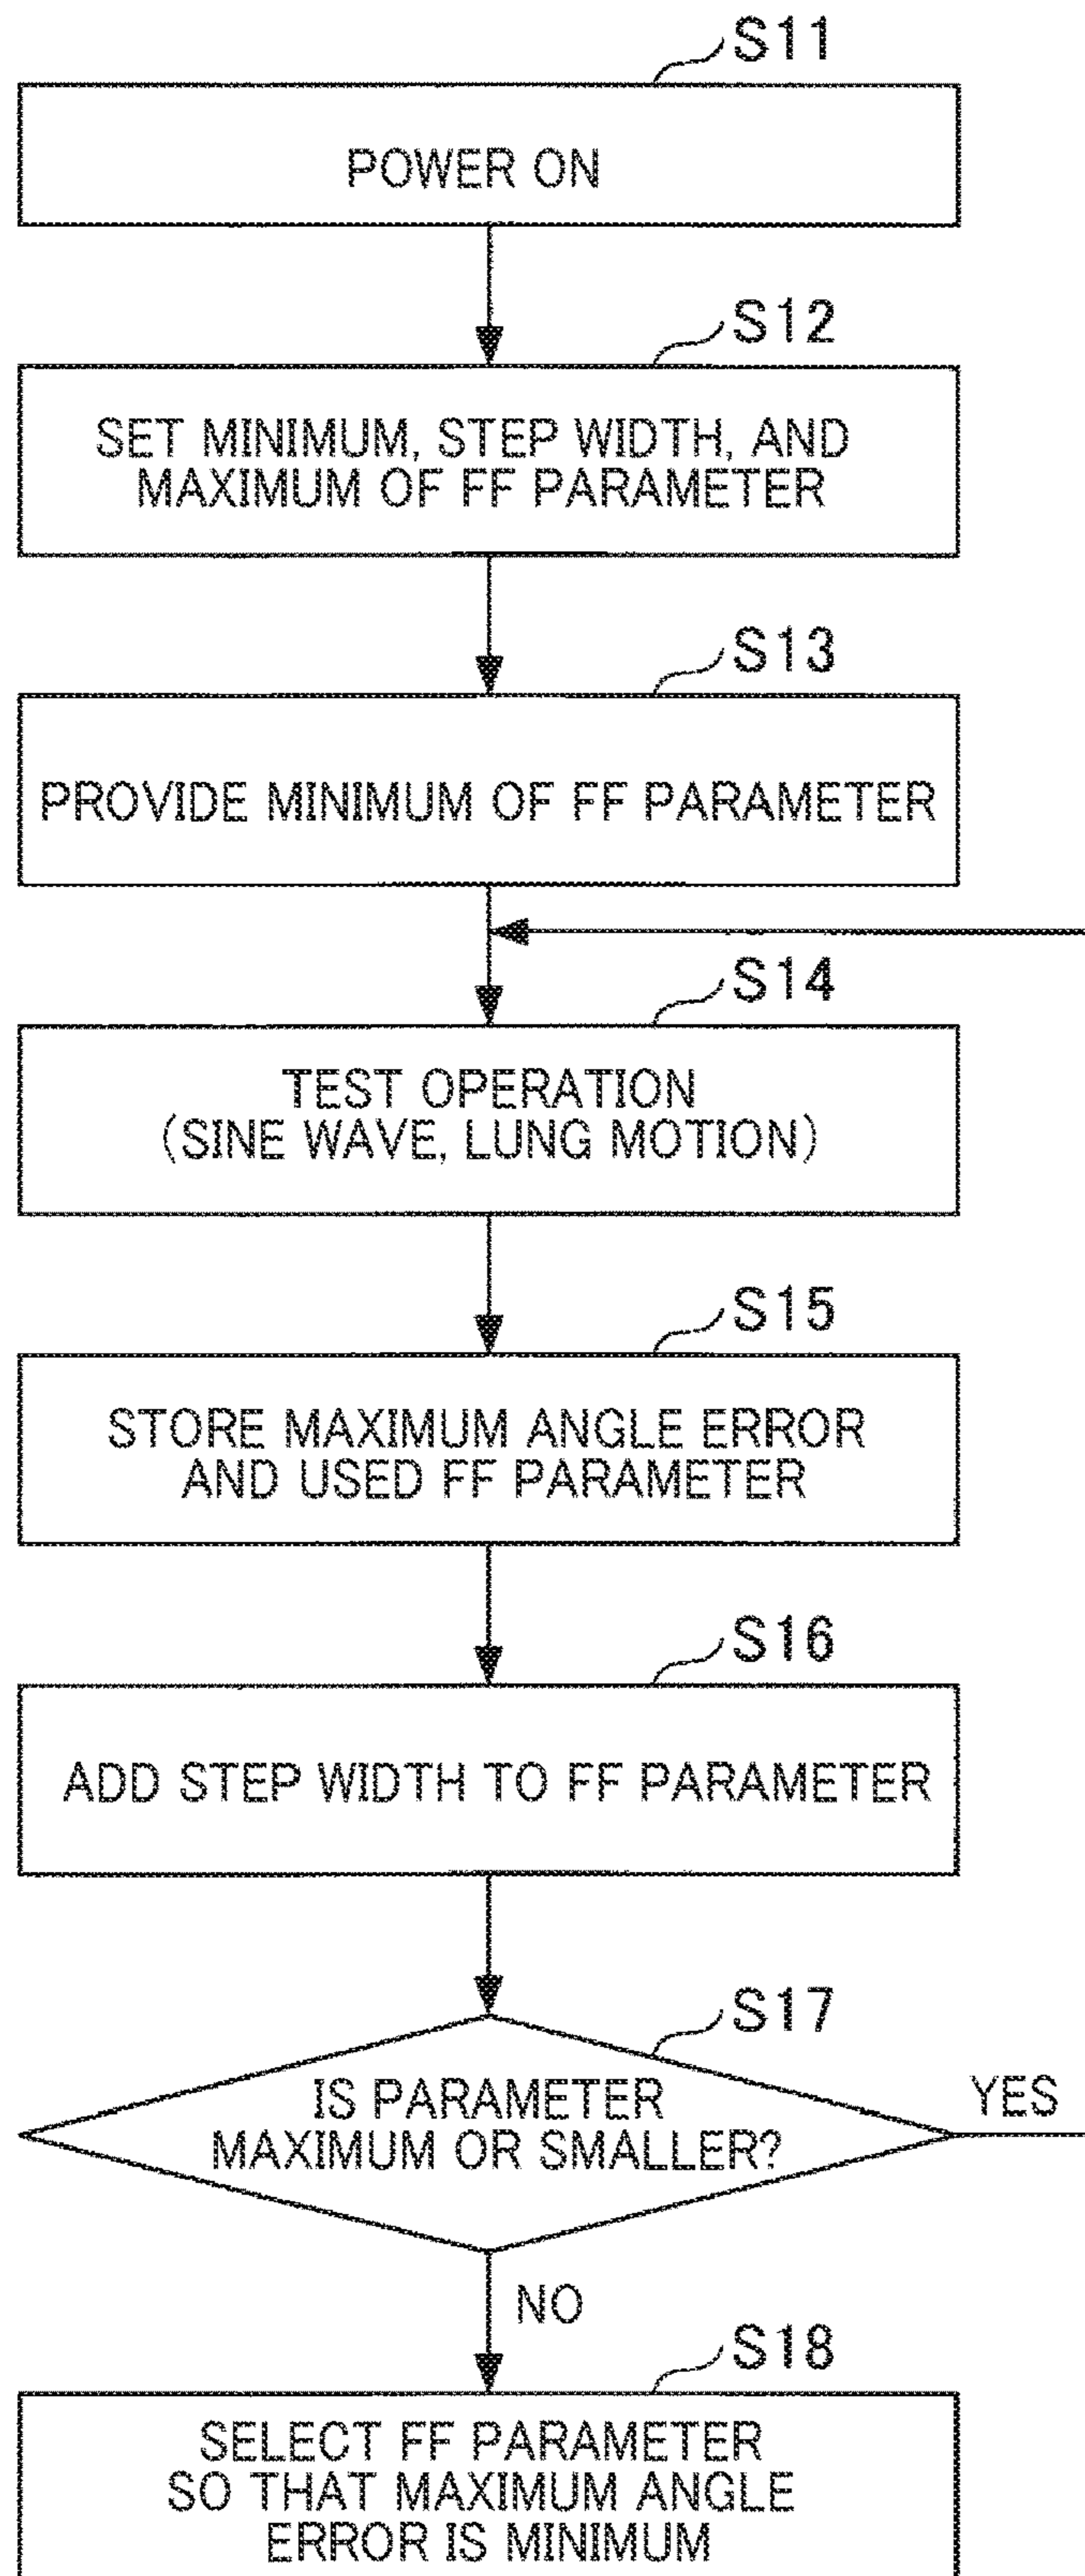 S11
POWER ON
S12
SET MINIMUM, STEP WIDTH, AND
MAXIMUM OF FF PARAMETER
S13
PROVIDE MINIMUM OF FF PARAMETER
S14
TEST OPERATION
(SINE WAVE, LUNG MOTION)
S15
STORE MAXIMUM ANGLE ERROR
AND USED FF PARAMETER
S16
ADD STEP WIDTH TO FF PARAMETER
S17
IS PARAMETER
MAXIMUM OR SMALLER?
YES
NO
S18
SELECT FF PARAMETER
SO THAT MAXIMUM ANGLE
ERROR IS MINIMUM